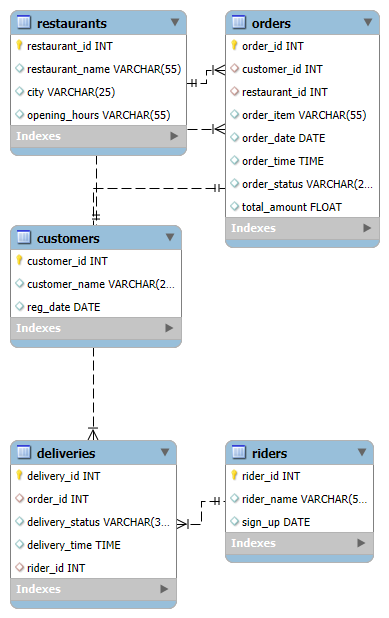 restaurants
restaurant_id INT
restaurant_name VARCHAR(55)
city VARCHAR(25)
opening_hours VARCHAR(55)
Indexes
orders
order_id INT
customer_id INT
restaurant_id INT
order_item VARCHAR(55)
order_date DATE
order_time TIME
order_status VARCHAR(2...
total_amount FLOAT
Indexes
customers
customer_id INT
customer_name VARCHAR(2...
reg_date DATE
Indexes
deliveries
delivery_id INT
order_id INT
delivery_status VARCHAR(3...
delivery_time TIME
rider_id INT
Indexes
riders
rider_id INT
rider_name VARCHAR(5...
sign_up DATE
Indexes